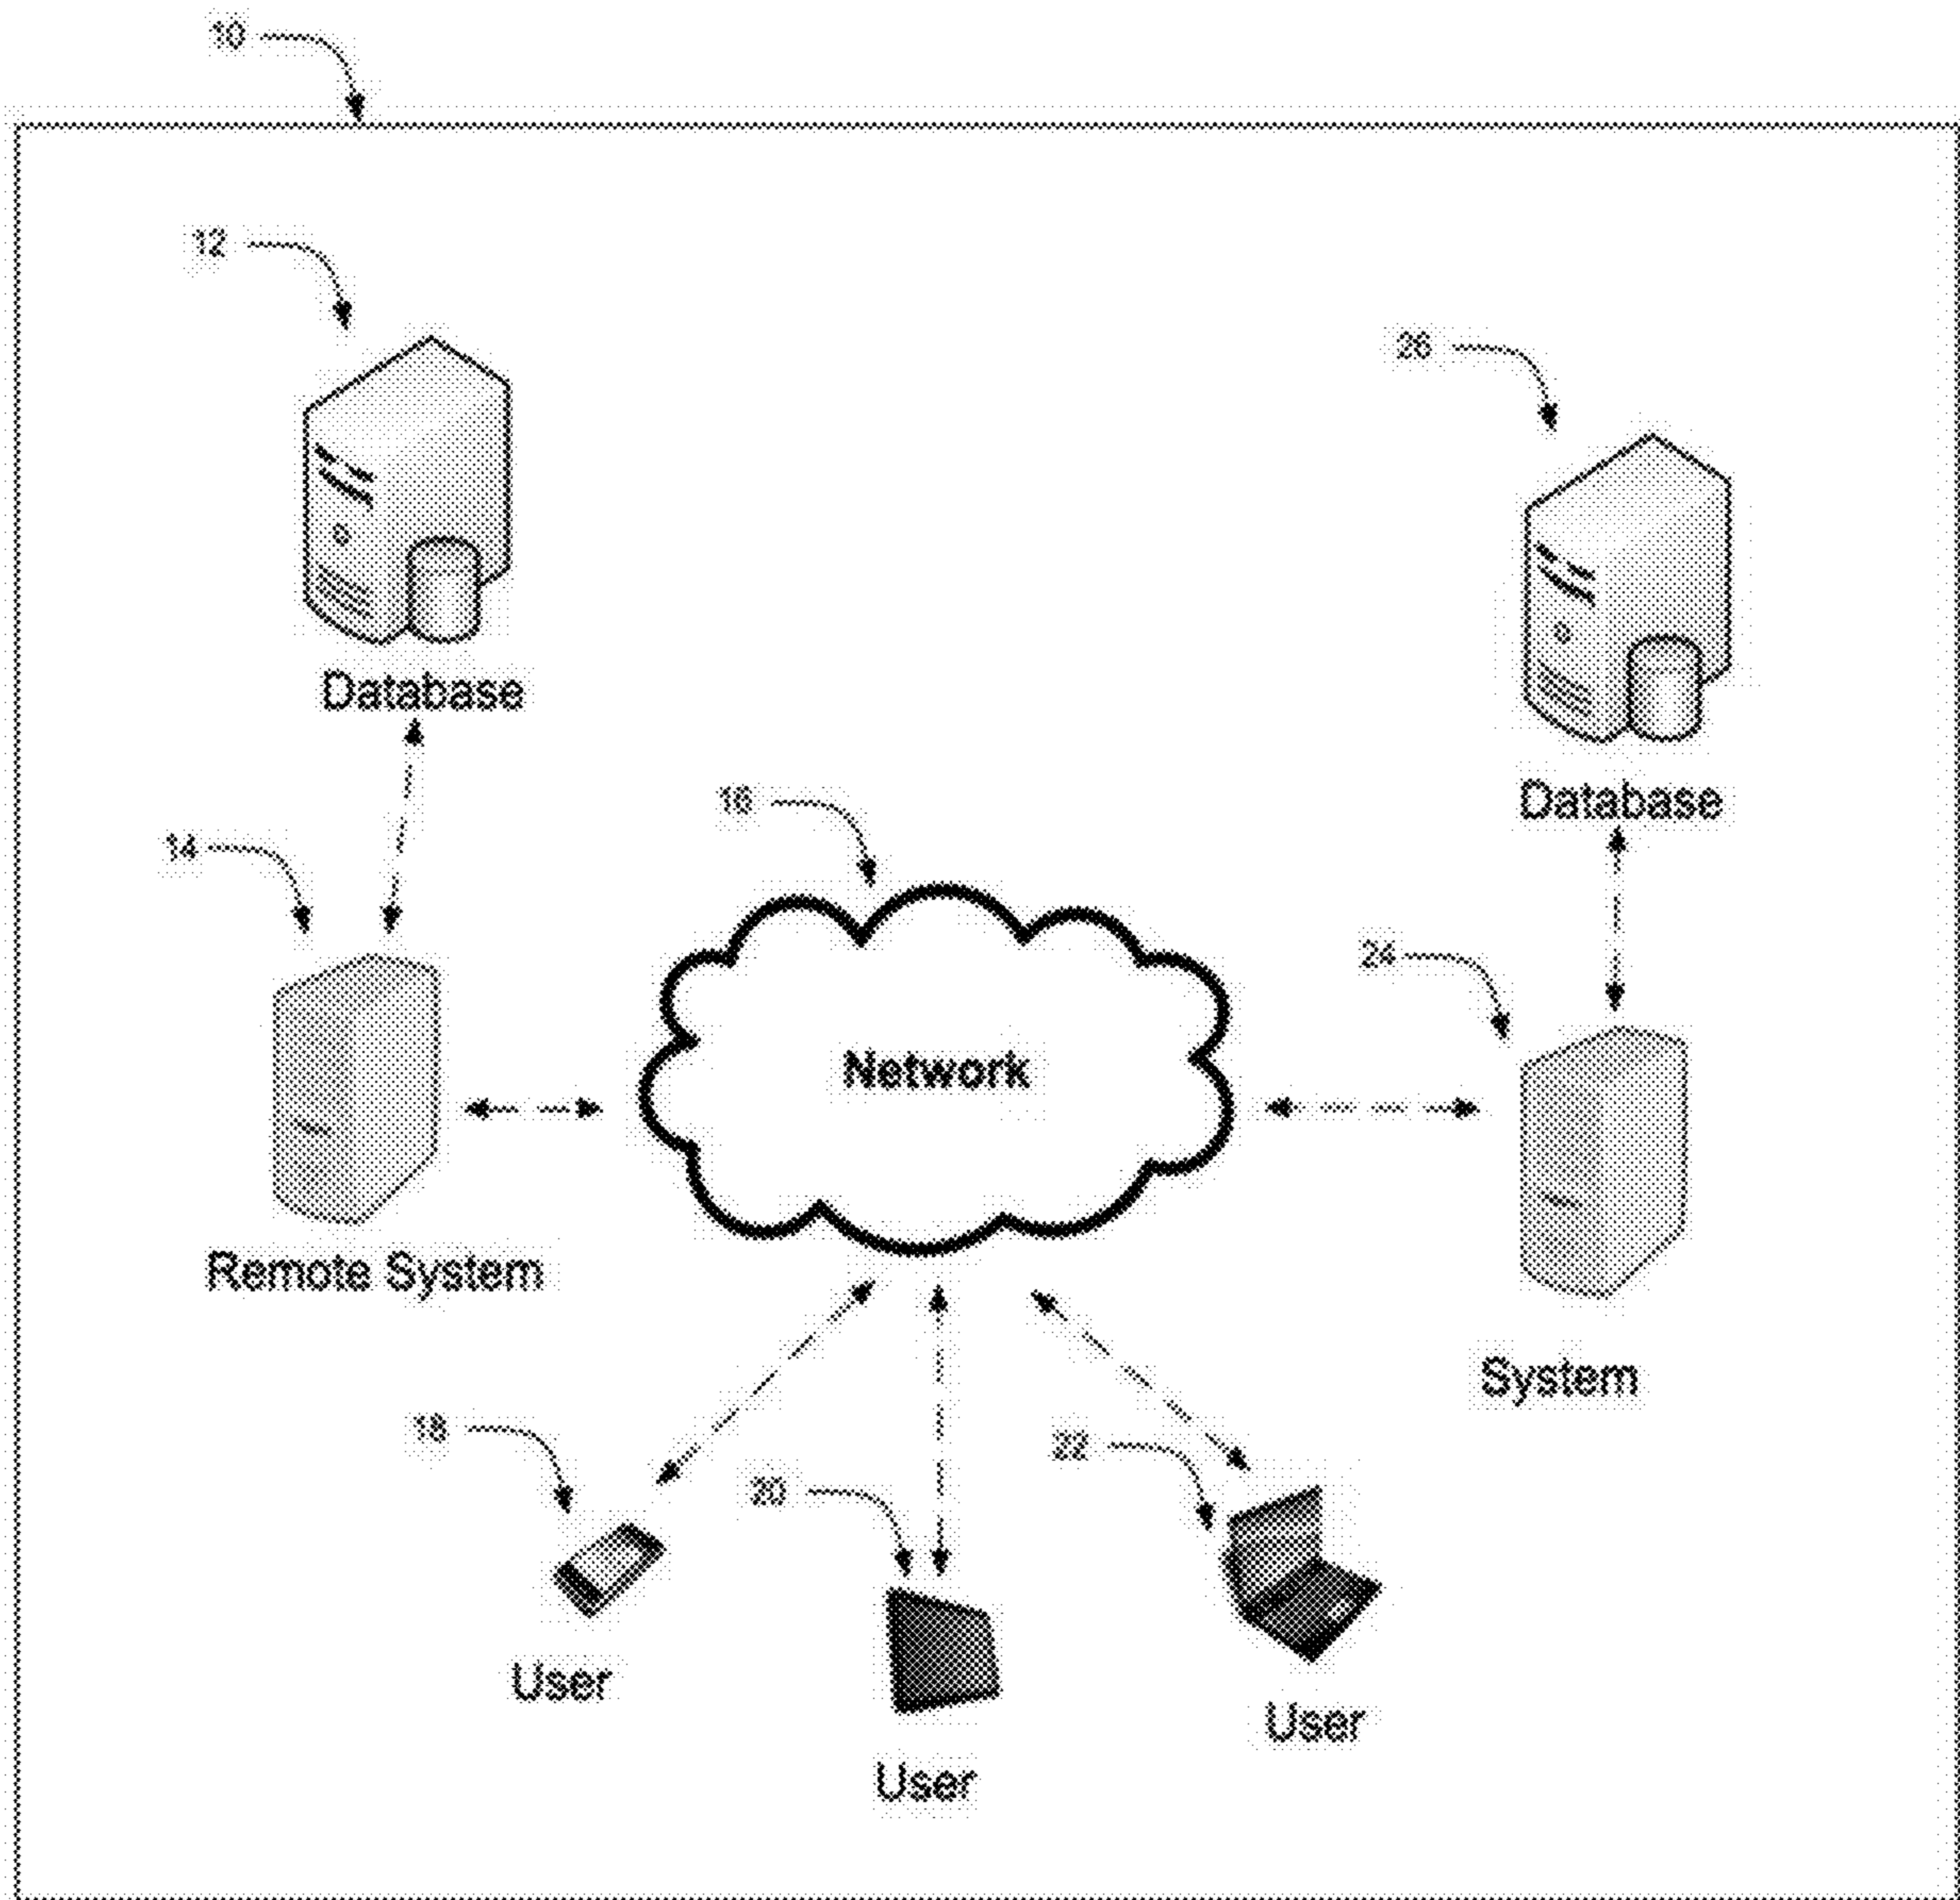 10
12
26
Database
16
Database
14
24
Network
Remote System
System
18
22
20
User
User
User